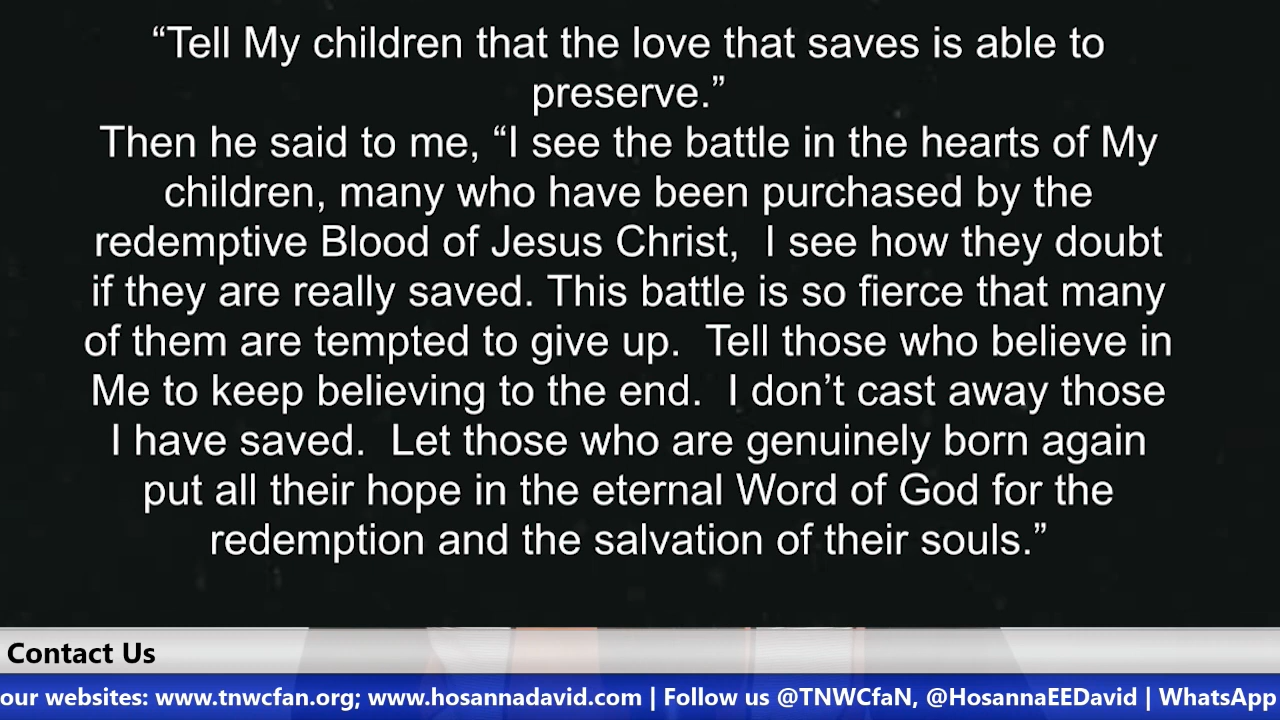 “Tell My children that the love that saves is able to
preserve.”
Then he said to me, “I see the battle in the hearts of My
children, many who have been purchased by the
redemptive Blood of Jesus Christ,  I see how they doubt
if they are really saved. This battle is so fierce that many
of them are tempted to give up.  Tell those who believe in
Me to keep believing to the end.  I don’t cast away those
I have saved.  Let those who are genuinely born again
put all their hope in the eternal Word of God for the
redemption and the salvation of their souls.”
Contact Us
our websites: www.tnwcfan.org; www.hosannadavid.com | Follow us @TNWCfaN, @HosannaEEDavid | WhatsApp